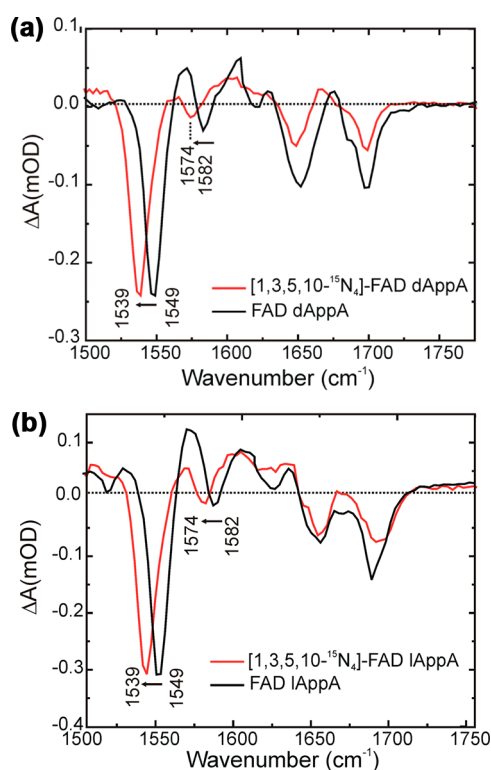 (a)
0.1
0.0
-0.1
-0.2
-0.3
ΔA(mOD)
1574
1582
1539
1549
[1,3,5,10-¹⁵N₄]-FAD dAppA
FAD dAppA
1500 1550 1600 1650 1700 1750
Wavenumber (cm⁻¹)
(b)
0.1
0.0
-0.1
-0.2
-0.3
-0.4
ΔA(mOD)
1574
1582
1539
1549
[1,3,5,10-¹⁵N₄]-FAD lAppA
FAD lAppA
1500 1550 1600 1650 1700 1750
Wavenumber (cm⁻¹)